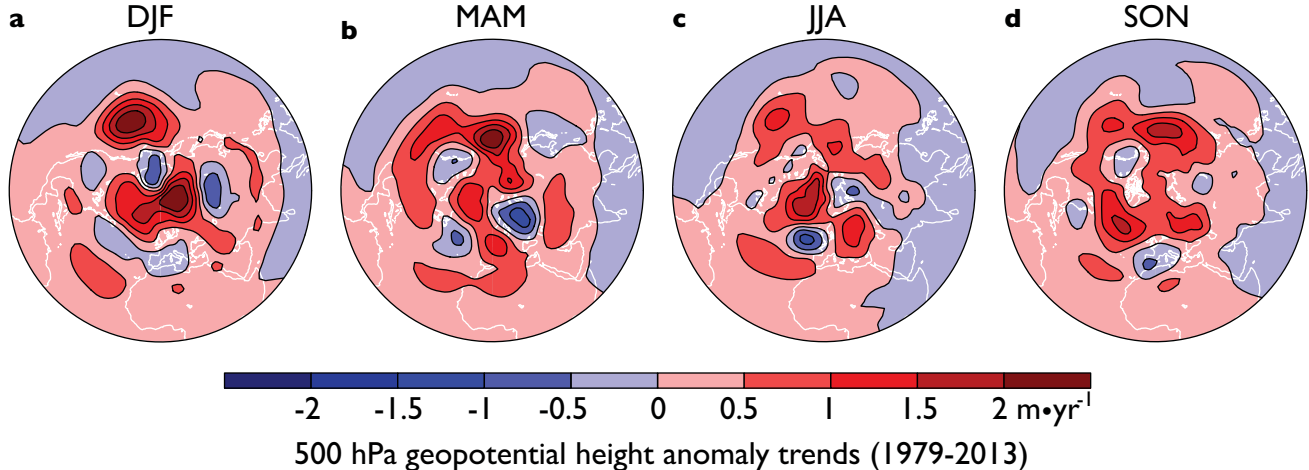 a DJF b MAM c JJA d SON
-2 -1.5 -1 -0.5 0 0.5 1 1.5 2 m•yr-1
500 hPa geopotential height anomaly trends (1979-2013)